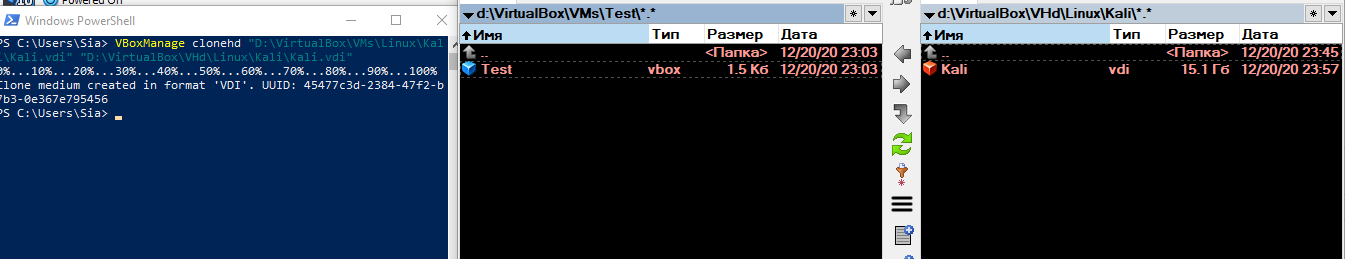 10 Powered Off
Windows PowerShell
PS C:\Users\Sia> VBoxManage clonehd "D:\VirtualBox\VMs\Linux\Kal
i\Kali.vdi" "D:\VirtualBox\VHd\Linux\Kali\Kali.vdi"
0%...10%...20%...30%...40%...50%...60%...70%...80%...90%...100%
Clone medium created in format 'VDI'. UUID: 45477c3d-2384-47f2-b
7b3-0e367e795456
PS C:\Users\Sia>
d:\VirtualBox\VMs\Test\*.*
Имя Тип Размер Дата
.. <Папка> 12/20/20 23:03
Test vbox 1.5 Кб 12/20/20 23:03
d:\VirtualBox\VHd\Linux\Kali\*.*
Имя Тип Размер Дата
.. <Папка> 12/20/20 23:45
Kali vdi 15.1 Гб 12/20/20 23:57